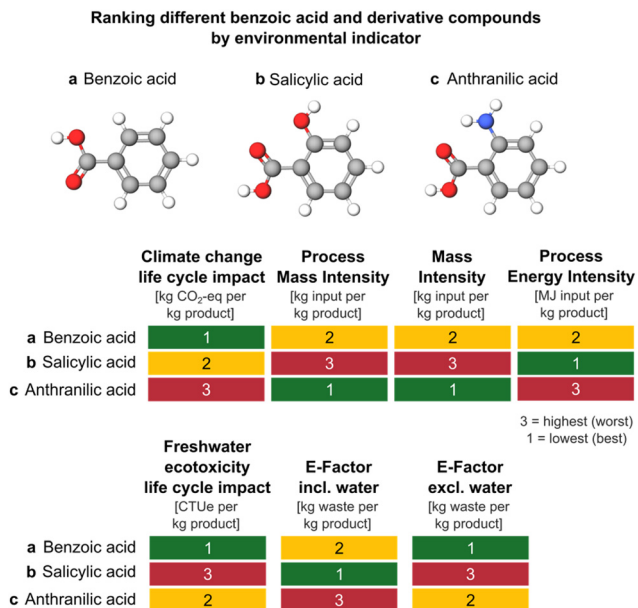 Ranking different benzoic acid and derivative compounds
by environmental indicator
a Benzoic acid
b Salicylic acid
c Anthranilic acid
Climate change
life cycle impact
[kg CO₂-eq per
kg product]
Process
Mass Intensity
[kg input per
kg product]
Mass
Intensity
[kg input per
kg product]
Process
Energy Intensity
[MJ input per
kg product]
a Benzoic acid 1 2 2 2
b Salicylic acid 2 3 3 1
c Anthranilic acid 3 1 1 3
3 = highest (worst)
1 = lowest (best)
Freshwater
ecotoxicity
life cycle impact
[CTUe per
kg product]
E-Factor
incl. water
[kg waste per
kg product]
E-Factor
excl. water
[kg waste per
kg product]
a Benzoic acid 1 2 1
b Salicylic acid 3 1 3
c Anthranilic acid 2 3 2